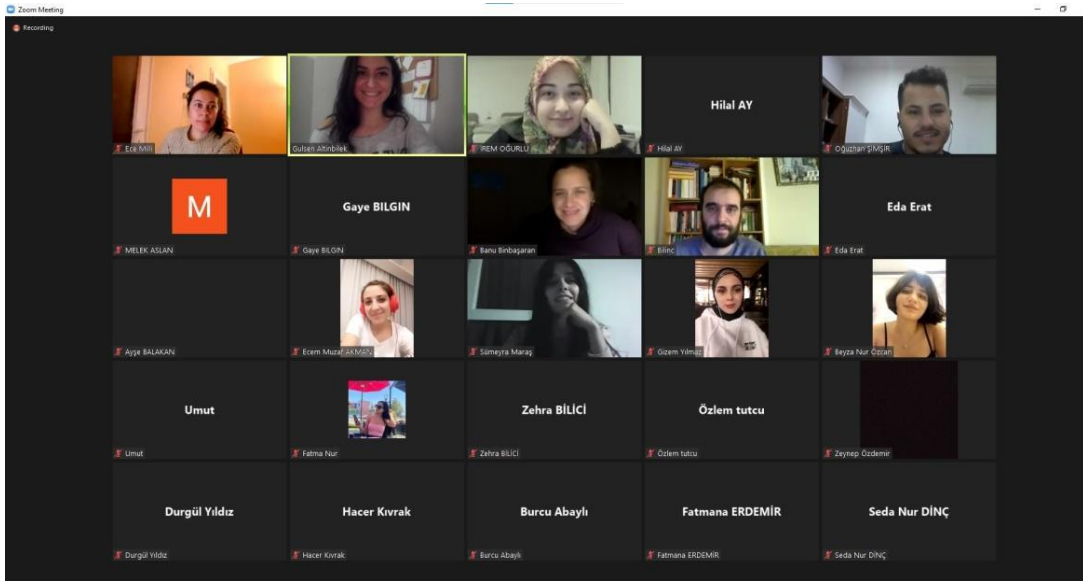 Zoom Meeting
Recording
Ece Mili
Gulsen Altinbilek
İREM OĞURLU
Hilal AY
Hilal AY
Oğuzhan ŞİMŞİR
M
MELEK ASLAN
Gaye BILGIN
Gaye BILGIN
Banu Binbaşaran
Bilinç
Eda Erat
Eda Erat
Ayşe BALAKAN
Ecem Muzaf AKMAN
Sümeyra Maraş
Gizem Yılmaz
Beyza Nur Özcan
Umut
Umut
Fatma Nur
Zehra BİLİCİ
Zehra BİLİCİ
Özlem tutcu
Özlem tutcu
Zeynep Özdemir
Durgül Yıldız
Durgül Yıldız
Hacer Kıvrak
Hacer Kıvrak
Burcu Abaylı
Burcu Abaylı
Fatmana ERDEMİR
Fatmana ERDEMİR
Seda Nur DİNÇ
Seda Nur DİNÇ